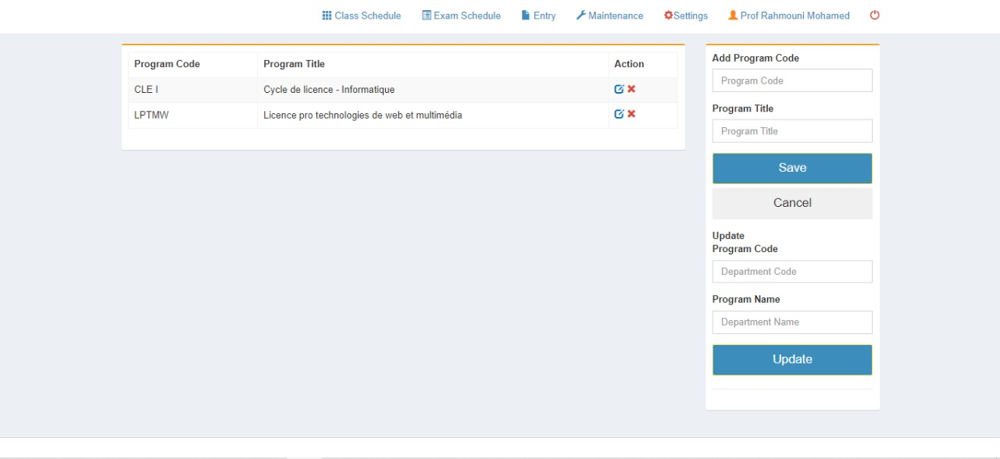 Class Schedule Exam Schedule Entry Maintenance Settings Prof Rahmouni Mohamed
Program Code Program Title Action
CLE I Cycle de licence - Informatique
LPTMW Licence pro technologies de web et multimédia
Add Program Code
Program Code
Program Title
Program Title
Save
Cancel
Update
Program Code
Department Code
Program Name
Department Name
Update